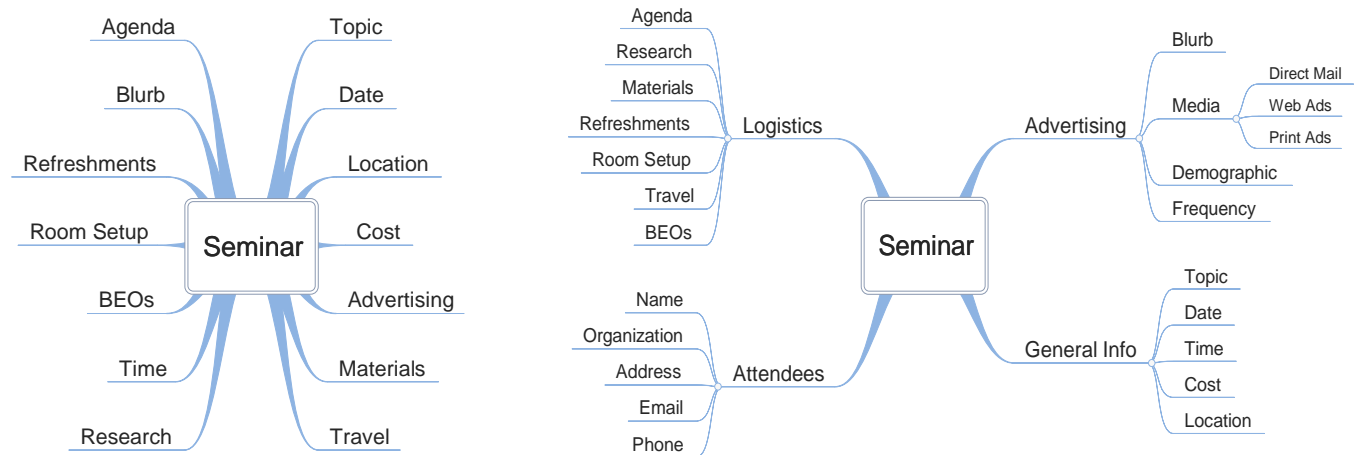 Agenda
Blurb
Refreshments
Room Setup
BEOs
Time
Research
Seminar
Topic
Date
Location
Cost
Advertising
Materials
Travel
Agenda
Research
Materials
Refreshments
Room Setup
Travel
BEOs
Logistics
Name
Organization
Address
Email
Phone
Attendees
Seminar
Advertising
Blurb
Media
Direct Mail
Web Ads
Print Ads
Demographic
Frequency
General Info
Topic
Date
Time
Cost
Location